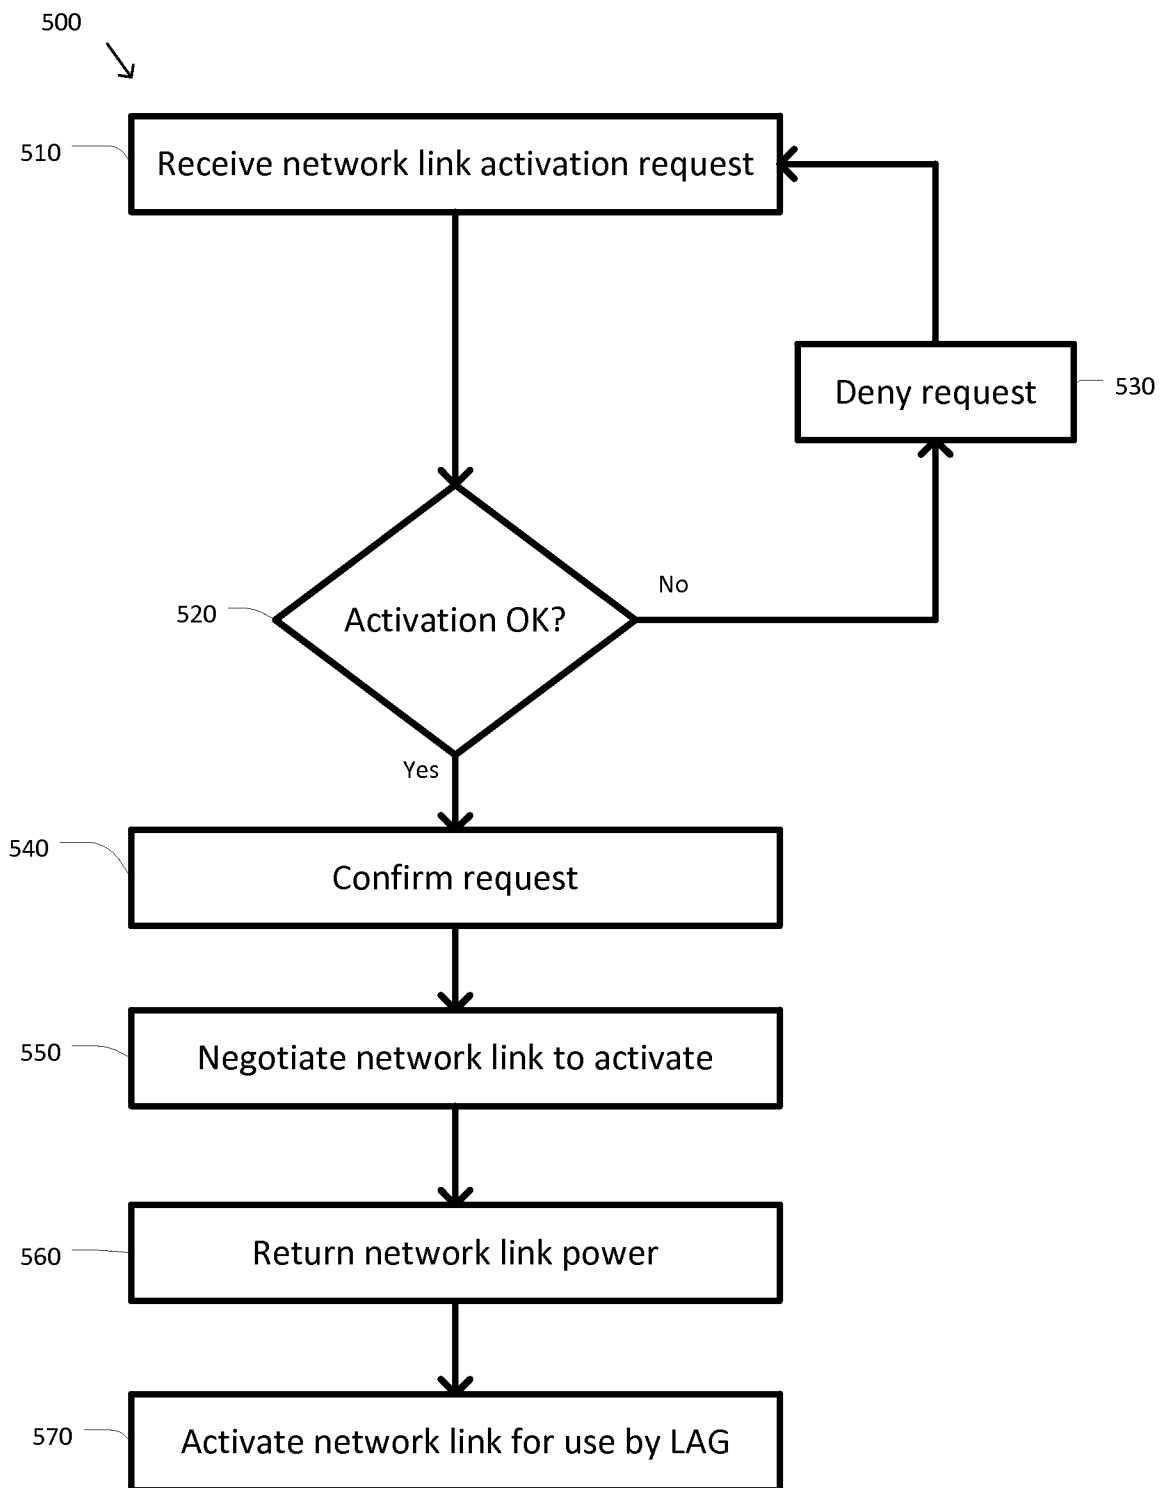 500
510
Receive network link activation request
Deny request
530
No
520
Activation OK?
Yes
540
Confirm request
550
Negotiate network link to activate
560
Return network link power
570
Activate network link for use by LAG